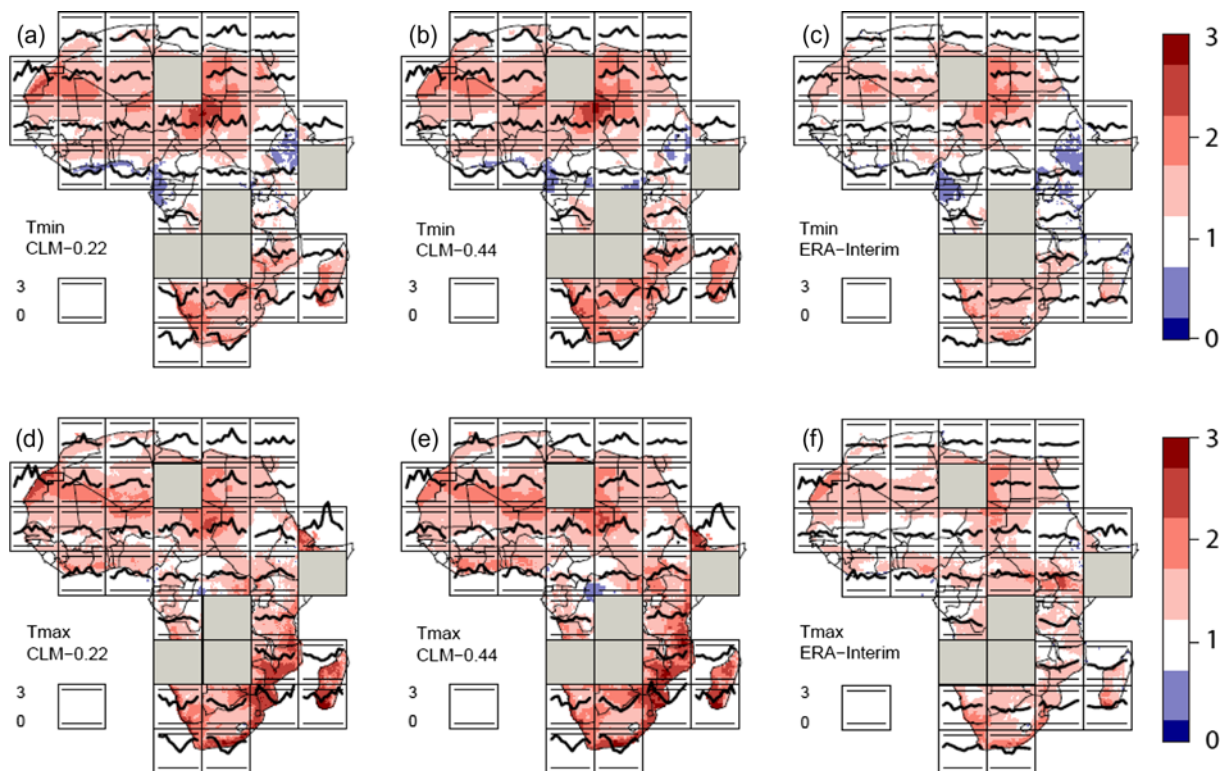 (a)
(b)
(c)
Tmin
CLM-0.22
3
0
Tmin
CLM-0.44
3
0
Tmin
ERA-Interim
3
0
3
2
1
0
(d)
(e)
(f)
Tmax
CLM-0.22
3
0
Tmax
CLM-0.44
3
0
Tmax
ERA-Interim
3
0
3
2
1
0